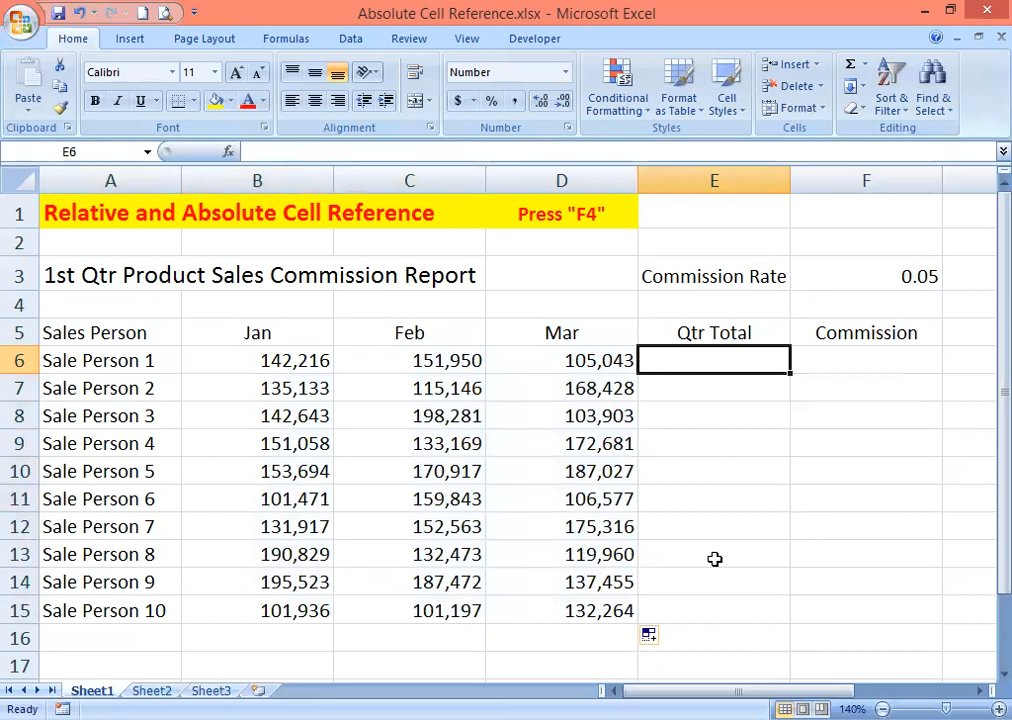 Absolute Cell Reference.xlsx - Microsoft Excel
Home Insert Page Layout Formulas Data Review View Developer
Paste
Calibri 11
B I U A
Number
$ % ,
Conditional Formatting
Format as Table
Cell Styles
Insert
Delete
Format
Σ
Sort & Filter
Find & Select
Clipboard Font Alignment Number Styles Cells Editing
E6 fx
A B C D E F
1 Relative and Absolute Cell Reference Press "F4"
2
3 1st Qtr Product Sales Commission Report Commission Rate 0.05
4
5 Sales Person Jan Feb Mar Qtr Total Commission
6 Sale Person 1 142,216 151,950 105,043
7 Sale Person 2 135,133 115,146 168,428
8 Sale Person 3 142,643 198,281 103,903
9 Sale Person 4 151,058 133,169 172,681
10 Sale Person 5 153,694 170,917 187,027
11 Sale Person 6 101,471 159,843 106,577
12 Sale Person 7 131,917 152,563 175,316
13 Sale Person 8 190,829 132,473 119,960
14 Sale Person 9 195,523 187,472 137,455
15 Sale Person 10 101,936 101,197 132,264
16
17
Sheet1 Sheet2 Sheet3
Ready 140%